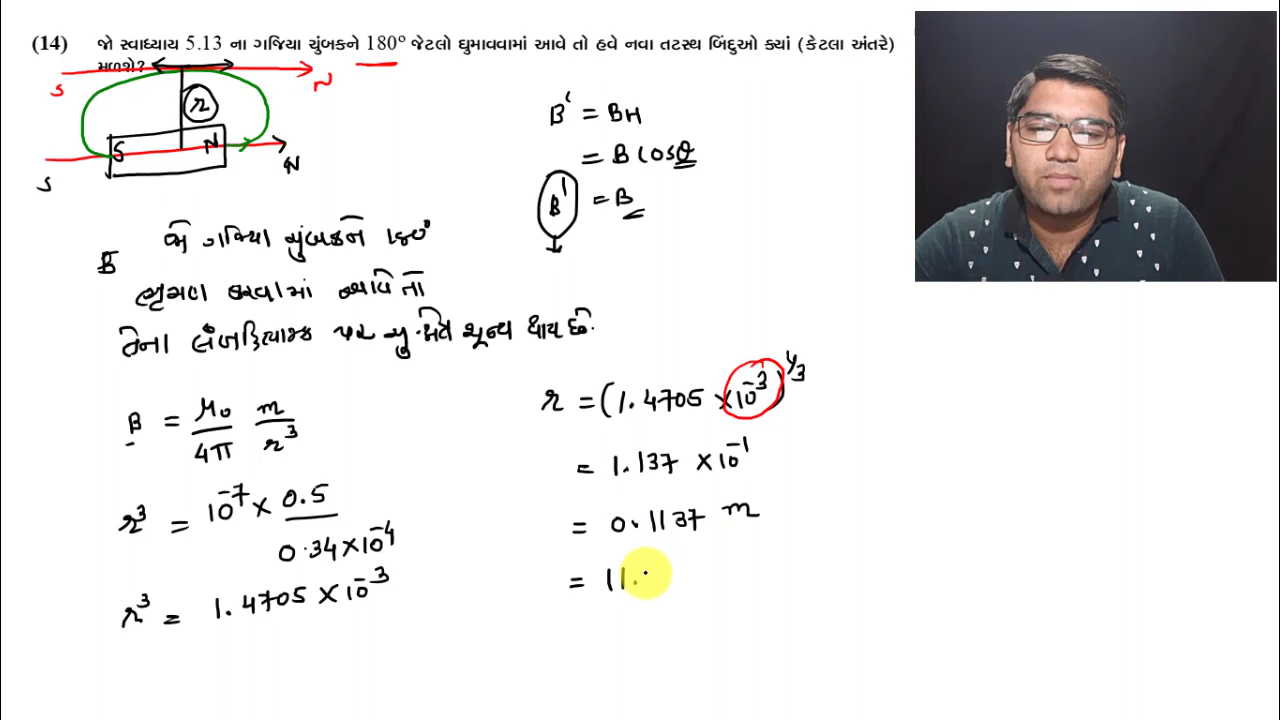 (14) જો સ્વાધ્યાય 5.13 ના ગજિયા ચુંબકને 180° જેટલો ઘુમાવવામાં આવે તો હવે નવા તટસ્થ બિંદુઓ ક્યાં (કેટલા અંતરે)
મળશે?
S N
r
S N
S N
B' = BH
= B cosθ
B' = B
જો ગજિયા ચુંબકને 180°
ભ્રમણ કરવામાં આવે તો
તેના લંબદ્વિભાજક પર ચુ.ક્ષેત્ર શૂન્ય થાય છે.
B = μ₀/4π m/r³
r³ = 10⁻⁷ × 0.5 / 0.34×10⁻⁴
r³ = 1.4705 × 10⁻³
r = (1.4705 × 10⁻³)^1/3
= 1.137 × 10⁻¹
= 0.1137 m
= 11.